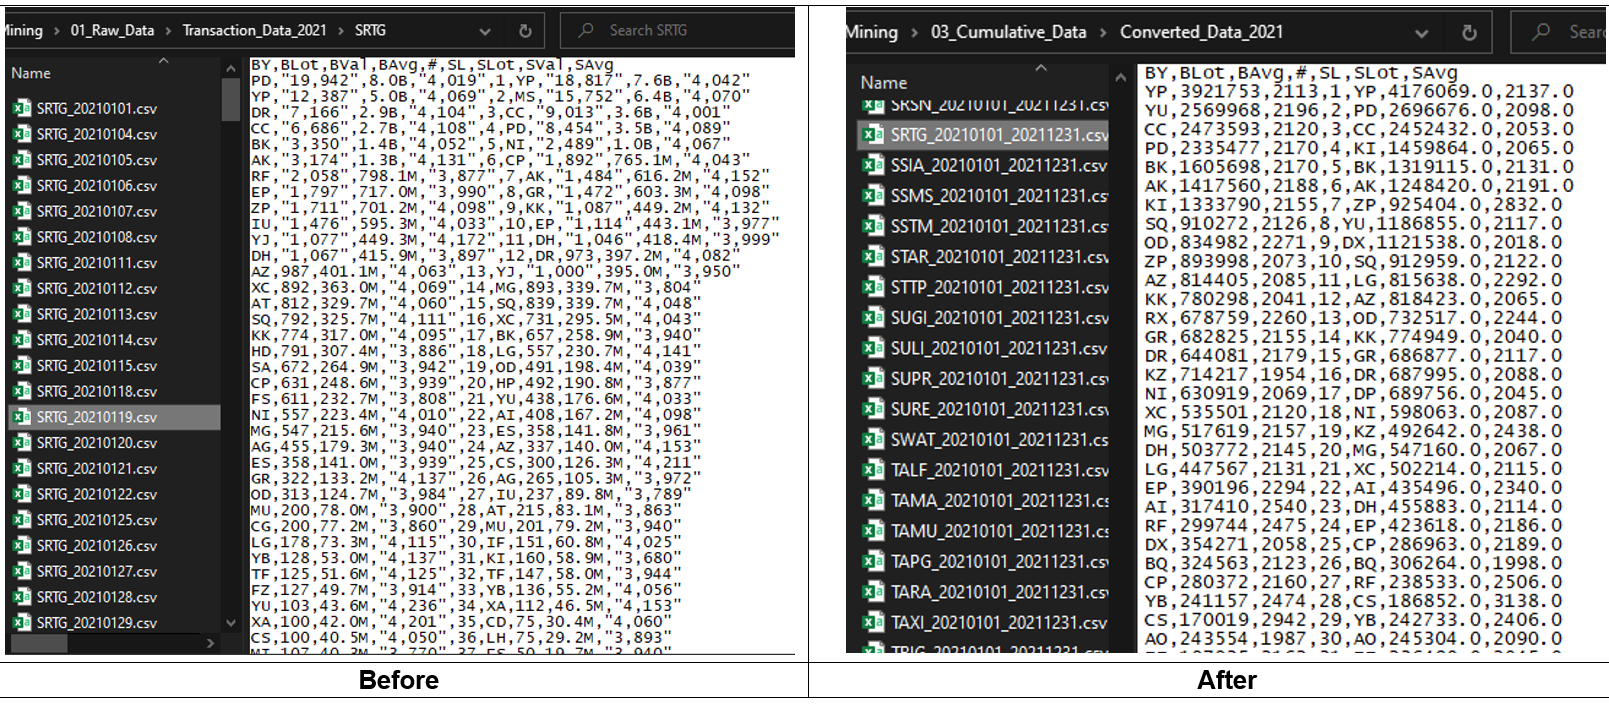 Mining > 01_Raw_Data > Transaction_Data_2021 > SRTG
Search SRTG
Name
SRTG_20210101.csv
SRTG_20210104.csv
SRTG_20210105.csv
SRTG_20210106.csv
SRTG_20210107.csv
SRTG_20210108.csv
SRTG_20210111.csv
SRTG_20210112.csv
SRTG_20210113.csv
SRTG_20210114.csv
SRTG_20210115.csv
SRTG_20210118.csv
SRTG_20210119.csv
SRTG_20210120.csv
SRTG_20210121.csv
SRTG_20210122.csv
SRTG_20210125.csv
SRTG_20210126.csv
SRTG_20210127.csv
SRTG_20210128.csv
SRTG_20210129.csv
BY,BLot,BVal,BAvg,#,SL,SLot,SVal,SAvg
PD,"19,942",8.0B,"4,019",1,YP,"18,817",7.6B,"4,042"
YP,"12,387",5.0B,"4,069",2,MS,"15,752",6.4B,"4,070"
DR,"7,166",2.9B,"4,104",3,CC,"9,013",3.6B,"4,001"
CC,"6,686",2.7B,"4,108",4,PD,"8,454",3.5B,"4,089"
BK,"3,350",1.4B,"4,052",5,NI,"2,489",1.0B,"4,067"
AK,"3,174",1.3B,"4,131",6,CP,"1,892",765.1M,"4,043"
RF,"2,058",798.1M,"3,877",7,AK,"1,484",616.2M,"4,152"
EP,"1,797",717.0M,"3,990",8,GR,"1,472",603.3M,"4,098"
ZP,"1,711",701.2M,"4,098",9,KK,"1,087",449.2M,"4,132"
IU,"1,476",595.3M,"4,033",10,EP,"1,114",443.1M,"3,977"
YJ,"1,077",449.3M,"4,172",11,DH,"1,046",418.4M,"3,999"
DH,"1,067",415.9M,"3,897",12,DR,973,397.2M,"4,082"
AZ,987,401.1M,"4,063",13,YJ,"1,000",395.0M,"3,950"
XC,892,363.0M,"4,069",14,MG,893,339.7M,"3,804"
AT,812,329.7M,"4,060",15,SQ,839,339.7M,"4,048"
SQ,792,325.7M,"4,111",16,XC,731,295.5M,"4,043"
KK,774,317.0M,"4,095",17,BK,657,258.9M,"3,940"
HD,791,307.4M,"3,886",18,LG,557,230.7M,"4,141"
SA,672,264.9M,"3,942",19,OD,491,198.4M,"4,039"
CP,631,248.6M,"3,939",20,HP,492,190.8M,"3,877"
FS,611,232.7M,"3,808",21,YU,438,176.6M,"4,033"
NI,557,223.4M,"4,010",22,AI,408,167.2M,"4,098"
MG,547,215.6M,"3,940",23,ES,358,141.8M,"3,961"
AG,455,179.3M,"3,940",24,AZ,337,140.0M,"4,153"
ES,358,141.0M,"3,939",25,CS,300,126.3M,"4,211"
GR,322,133.2M,"4,137",26,AG,265,105.3M,"3,972"
OD,313,124.7M,"3,984",27,IU,237,89.8M,"3,789"
MU,200,78.0M,"3,900",28,AT,215,83.1M,"3,863"
CG,200,77.2M,"3,860",29,MU,201,79.2M,"3,940"
LG,178,73.3M,"4,115",30,IF,151,60.8M,"4,025"
YB,128,53.0M,"4,137",31,KI,160,58.9M,"3,680"
TF,125,51.6M,"4,125",32,TF,147,58.0M,"3,944"
FZ,127,49.7M,"3,914",33,YB,136,55.2M,"4,056"
YU,103,43.6M,"4,236",34,XA,112,46.5M,"4,153"
XA,100,42.0M,"4,201",35,CD,75,30.4M,"4,060"
CS,100,40.5M,"4,050",36,LH,75,29.2M,"3,893"
Before
Mining > 03_Cumulative_Data > Converted_Data_2021
Sear
Name
SRSN_20210101_20211231.csv
SRTG_20210101_20211231.csv
SSIA_20210101_20211231.csv
SSMS_20210101_20211231.csv
SSTM_20210101_20211231.csv
STAR_20210101_20211231.csv
STTP_20210101_20211231.csv
SUGI_20210101_20211231.csv
SULI_20210101_20211231.csv
SUPR_20210101_20211231.csv
SURE_20210101_20211231.csv
SWAT_20210101_20211231.csv
TALF_20210101_20211231.csv
TAMA_20210101_20211231.cs
TAMU_20210101_20211231.cs
TAPG_20210101_20211231.csv
TARA_20210101_20211231.csv
TAXI_20210101_20211231.csv
BY,BLot,BAvg,#,SL,SLot,SAvg
YP,3921753,2113,1,YP,4176069.0,2137.0
YU,2569968,2196,2,PD,2696676.0,2098.0
CC,2473593,2120,3,CC,2452432.0,2053.0
PD,2335477,2170,4,KI,1459864.0,2065.0
BK,1605698,2170,5,BK,1319115.0,2131.0
AK,1417560,2188,6,AK,1248420.0,2191.0
KI,1333790,2155,7,ZP,925404.0,2832.0
SQ,910272,2126,8,YU,1186855.0,2117.0
OD,834982,2271,9,DX,1121538.0,2018.0
ZP,893998,2073,10,SQ,912959.0,2122.0
AZ,814405,2085,11,LG,815638.0,2292.0
KK,780298,2041,12,AZ,818423.0,2065.0
RX,678759,2260,13,OD,732517.0,2244.0
GR,682825,2155,14,KK,774949.0,2040.0
DR,644081,2179,15,GR,686877.0,2117.0
KZ,714217,1954,16,DR,687995.0,2088.0
NI,630919,2069,17,DP,689756.0,2045.0
XC,535501,2120,18,NI,598063.0,2087.0
MG,517619,2157,19,KZ,492642.0,2438.0
DH,503772,2145,20,MG,547160.0,2067.0
LG,447567,2131,21,XC,502214.0,2115.0
EP,390196,2294,22,AI,435496.0,2340.0
AI,317410,2540,23,DH,455883.0,2114.0
RF,299744,2475,24,EP,423618.0,2186.0
DX,354271,2058,25,CP,286963.0,2189.0
BQ,324563,2123,26,BQ,306264.0,1998.0
CP,280372,2160,27,RF,238533.0,2506.0
YB,241157,2474,28,CS,186852.0,3138.0
CS,170019,2942,29,YB,242733.0,2406.0
AO,243554,1987,30,AO,245304.0,2090.0
After